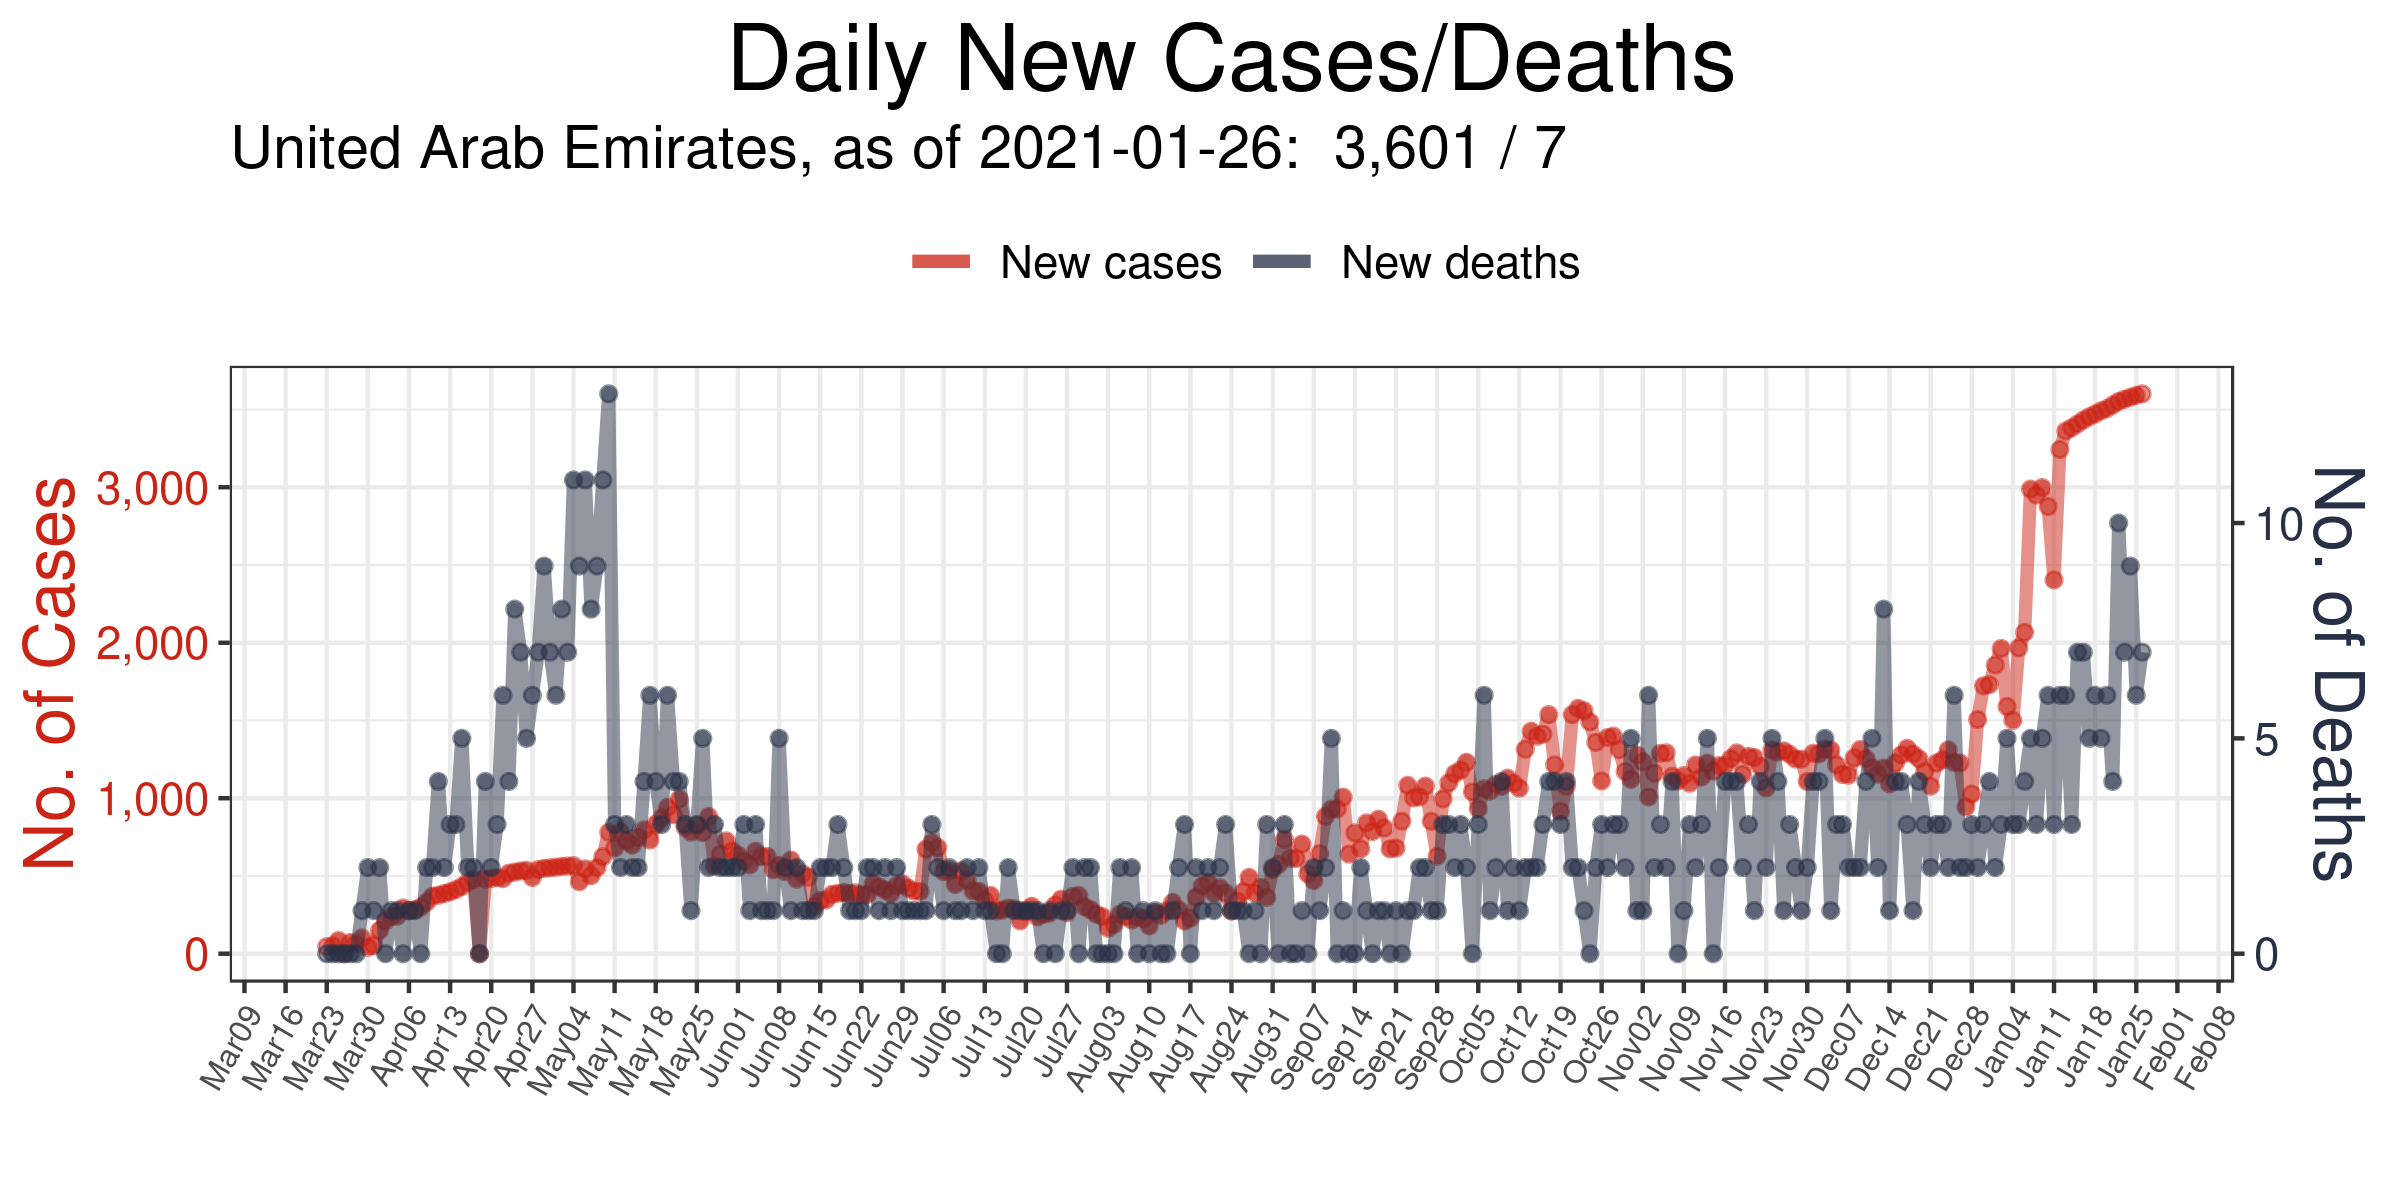 Daily New Cases/Deaths
United Arab Emirates, as of 2021-01-26:  3,601 / 7
New cases New deaths
No. of Cases
3,000
2,000
1,000
0
10
5
0
No. of Deaths
Mar09 Mar16 Mar23 Mar30 Apr06 Apr13 Apr20 Apr27 May04 May11 May18 May25 Jun01 Jun08 Jun15 Jun22 Jun29 Jul06 Jul13 Jul20 Jul27 Aug03 Aug10 Aug17 Aug24 Aug31 Sep07 Sep14 Sep21 Sep28 Oct05 Oct12 Oct19 Oct26 Nov02 Nov09 Nov16 Nov23 Nov30 Dec07 Dec14 Dec21 Dec28 Jan04 Jan11 Jan18 Jan25 Feb01 Feb08